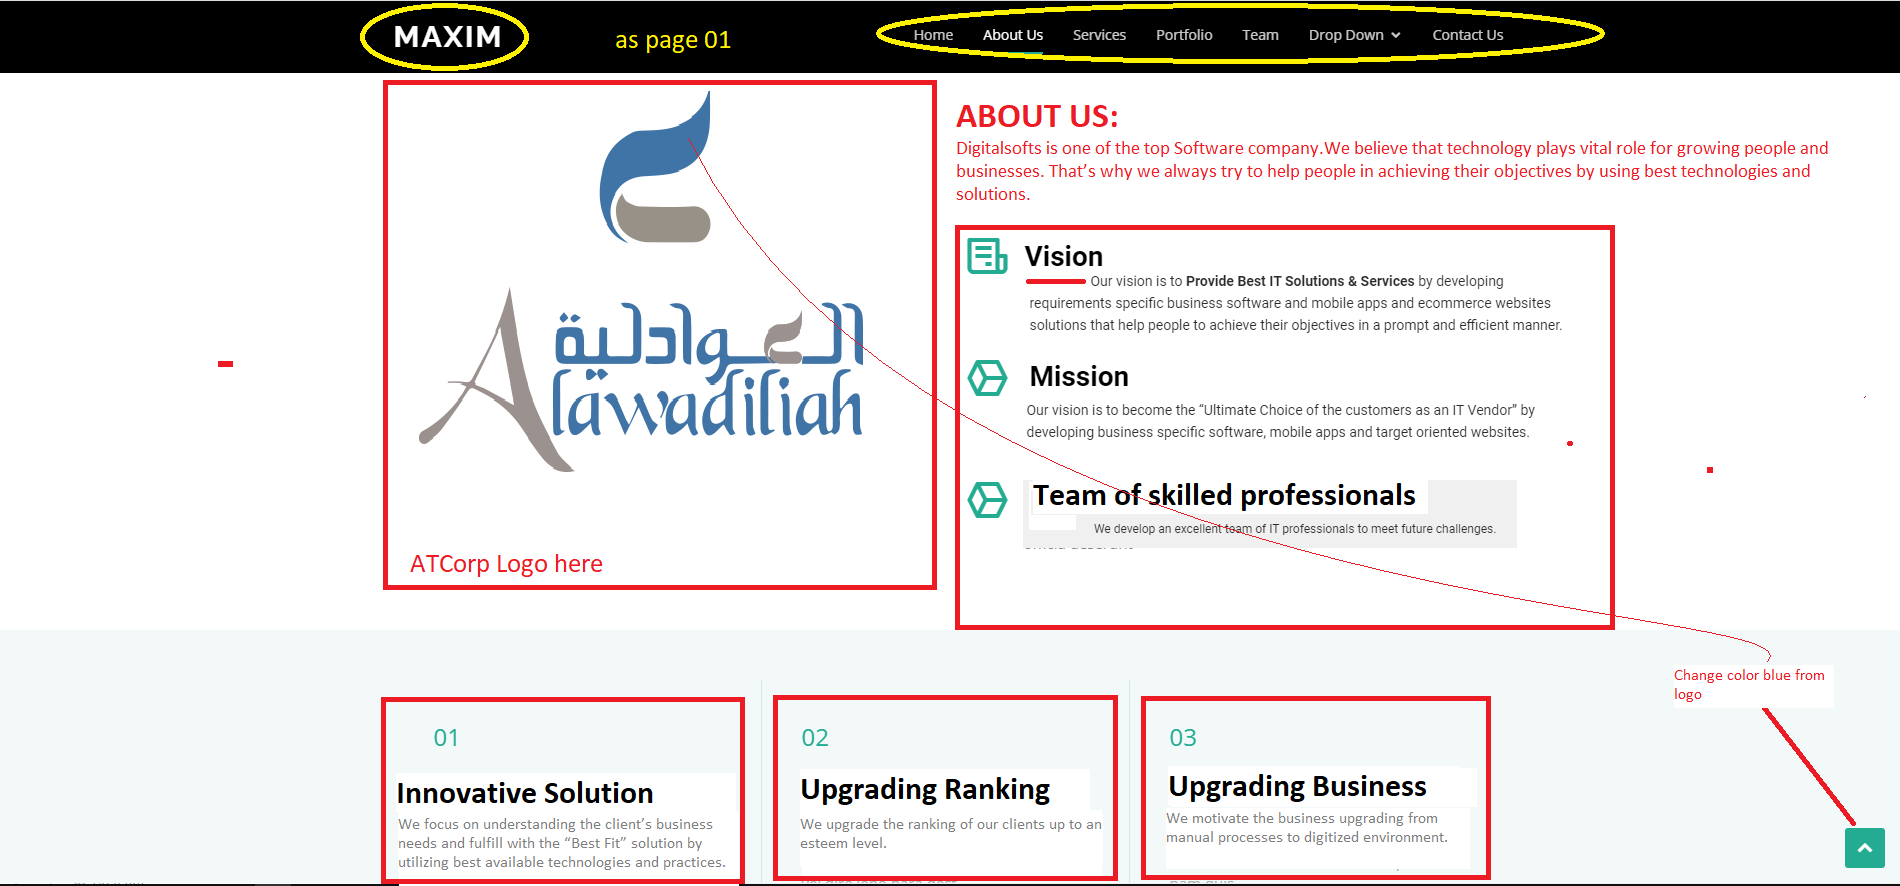 MAXIM
as page 01
Home About Us Services Portfolio Team Drop Down Contact Us
العوادلية
Alawadiliah
ATCorp Logo here
ABOUT US:
Digitalsofts is one of the top Software company.We believe that technology plays vital role for growing people and
businesses. That’s why we always try to help people in achieving their objectives by using best technologies and
solutions.
Vision
Our vision is to Provide Best IT Solutions & Services by developing
requirements specific business software and mobile apps and ecommerce websites
solutions that help people to achieve their objectives in a prompt and efficient manner.
Mission
Our vision is to become the “Ultimate Choice of the customers as an IT Vendor” by
developing business specific software, mobile apps and target oriented websites.
Team of skilled professionals
We develop an excellent team of IT professionals to meet future challenges.
Change color blue from
logo
01
Innovative Solution
We focus on understanding the client’s business
needs and fulfill with the “Best Fit” solution by
utilizing best available technologies and practices.
02
Upgrading Ranking
We upgrade the ranking of our clients up to an
esteem level.
03
Upgrading Business
We motivate the business upgrading from
manual processes to digitized environment.